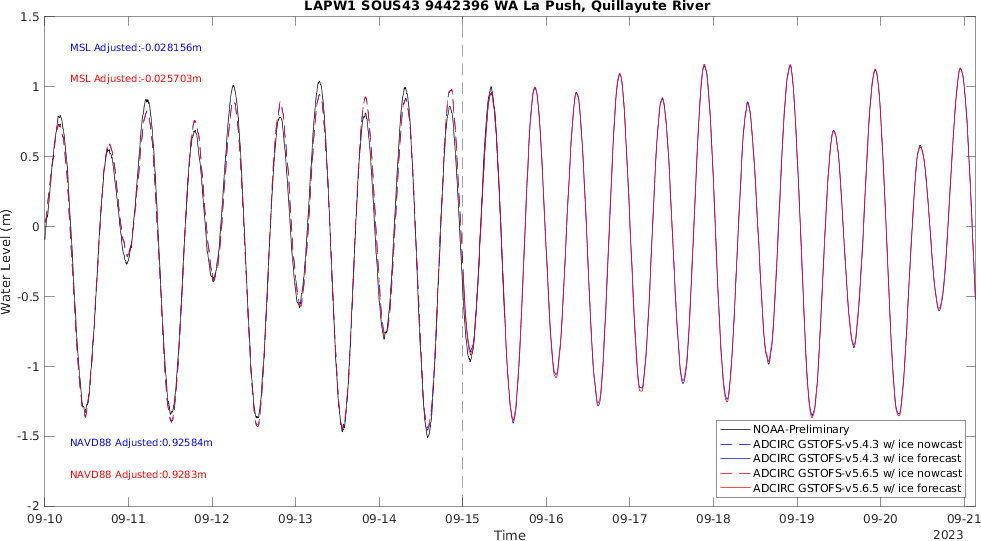 LAPW1 SOUS43 9442396 WA La Push, Quillayute River
1.5
1
0.5
0
-0.5
-1
-1.5
-2
Water Level (m)
MSL Adjusted:-0.028156m
MSL Adjusted:-0.025703m
NAVD88 Adjusted:0.92584m
NAVD88 Adjusted:0.9283m
NOAA-Preliminary
ADCIRC GSTOFS-v5.4.3 w/ ice nowcast
ADCIRC GSTOFS-v5.4.3 w/ ice forecast
ADCIRC GSTOFS-v5.6.5 w/ ice nowcast
ADCIRC GSTOFS-v5.6.5 w/ ice forecast
09-10 09-11 09-12 09-13 09-14 09-15 09-16 09-17 09-18 09-19 09-20 09-21
Time
2023